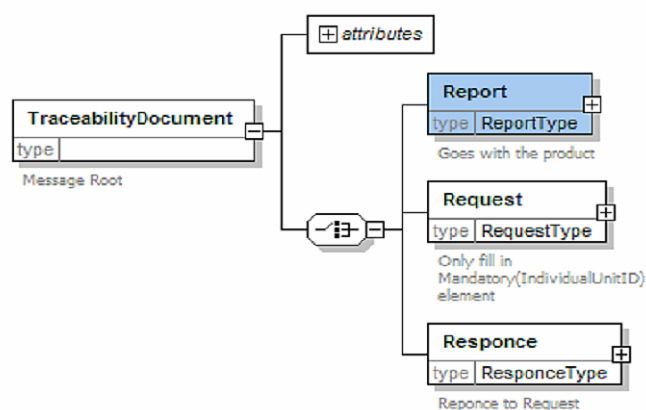 attributes
Report
type ReportType
Goes with the product
TraceabilityDocument
type
Message Root
Request
type RequestType
Only fill in
Mandatory(IndividualUnitID)
element
Responce
type ResponceType
Reponce to Request